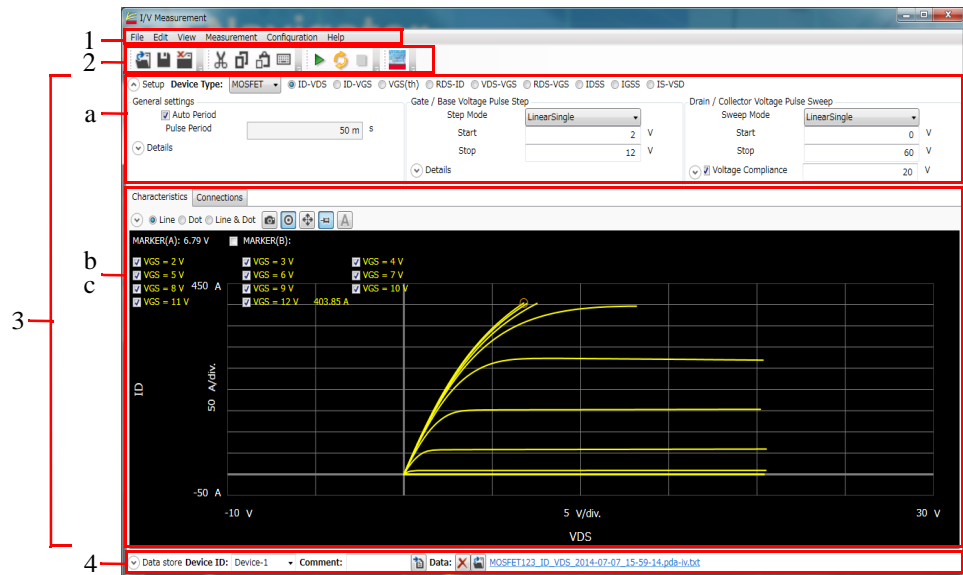 I/V Measurement
1
File Edit View Measurement Configuration Help
2
3
a
Setup Device Type: MOSFET ID-VDS ID-VGS VGS(th) RDS-ID VDS-VGS RDS-VGS IDSS IGSS IS-VSD
General settings
Auto Period
Pulse Period 50 m s
Details
Gate / Base Voltage Pulse Step
Step Mode LinearSingle
Start 2 V
Stop 12 V
Details
Drain / Collector Voltage Pulse Sweep
Sweep Mode LinearSingle
Start 0 V
Stop 60 V
Voltage Compliance 20 V
b
c
Characteristics Connections
Line Dot Line & Dot A
MARKER(A): 6.79 V MARKER(B):
VGS = 2 V VGS = 3 V VGS = 4 V
VGS = 5 V VGS = 6 V VGS = 7 V
VGS = 8 V VGS = 9 V VGS = 10 V
VGS = 11 V VGS = 12 V 403.85 A
450 A
ID
50 A/div.
-50 A
-10 V 5 V/div. 30 V
VDS
4
Data store Device ID: Device-1 Comment: Data: MOSFET123_ID_VDS_2014-07-07_15-59-14.pda-iv.txt